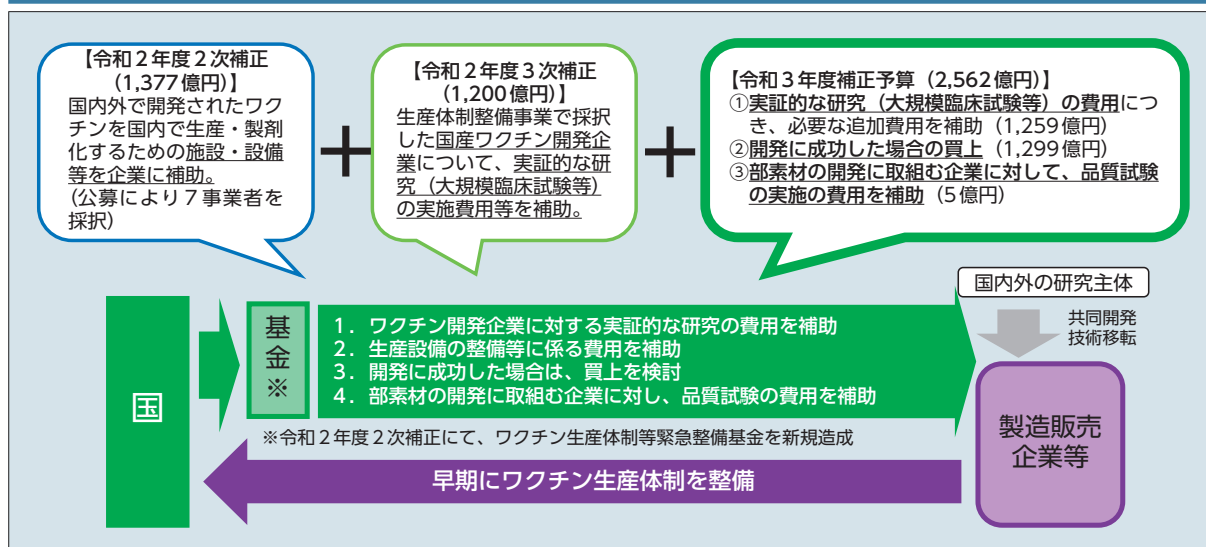 【令和２年度２次補正
（1,377億円）】
国内外で開発されたワク
チンを国内で生産・製剤
化するための施設・設備
等を企業に補助。
（公募により７事業者を
採択）
【令和２年度３次補正
（1,200億円）】
生産体制整備事業で採択
した国産ワクチン開発企
業について、実証的な研
究（大規模臨床試験等）
の実施費用等を補助。
【令和３年度補正予算（2,562億円）】
①実証的な研究（大規模臨床試験等）の費用につ
き、必要な追加費用を補助（1,259億円）
②開発に成功した場合の買上（1,299億円）
③部素材の開発に取組む企業に対して、品質試験
の実施の費用を補助（５億円）
国内外の研究主体
共同開発
技術移転
国
基
金
※
１．ワクチン開発企業に対する実証的な研究の費用を補助
２．生産設備の整備等に係る費用を補助
３．開発に成功した場合は、買上を検討
４．部素材の開発に取組む企業に対し、品質試験の費用を補助
※令和２年度２次補正にて、ワクチン生産体制等緊急整備基金を新規造成
製造販売
企業等
早期にワクチン生産体制を整備